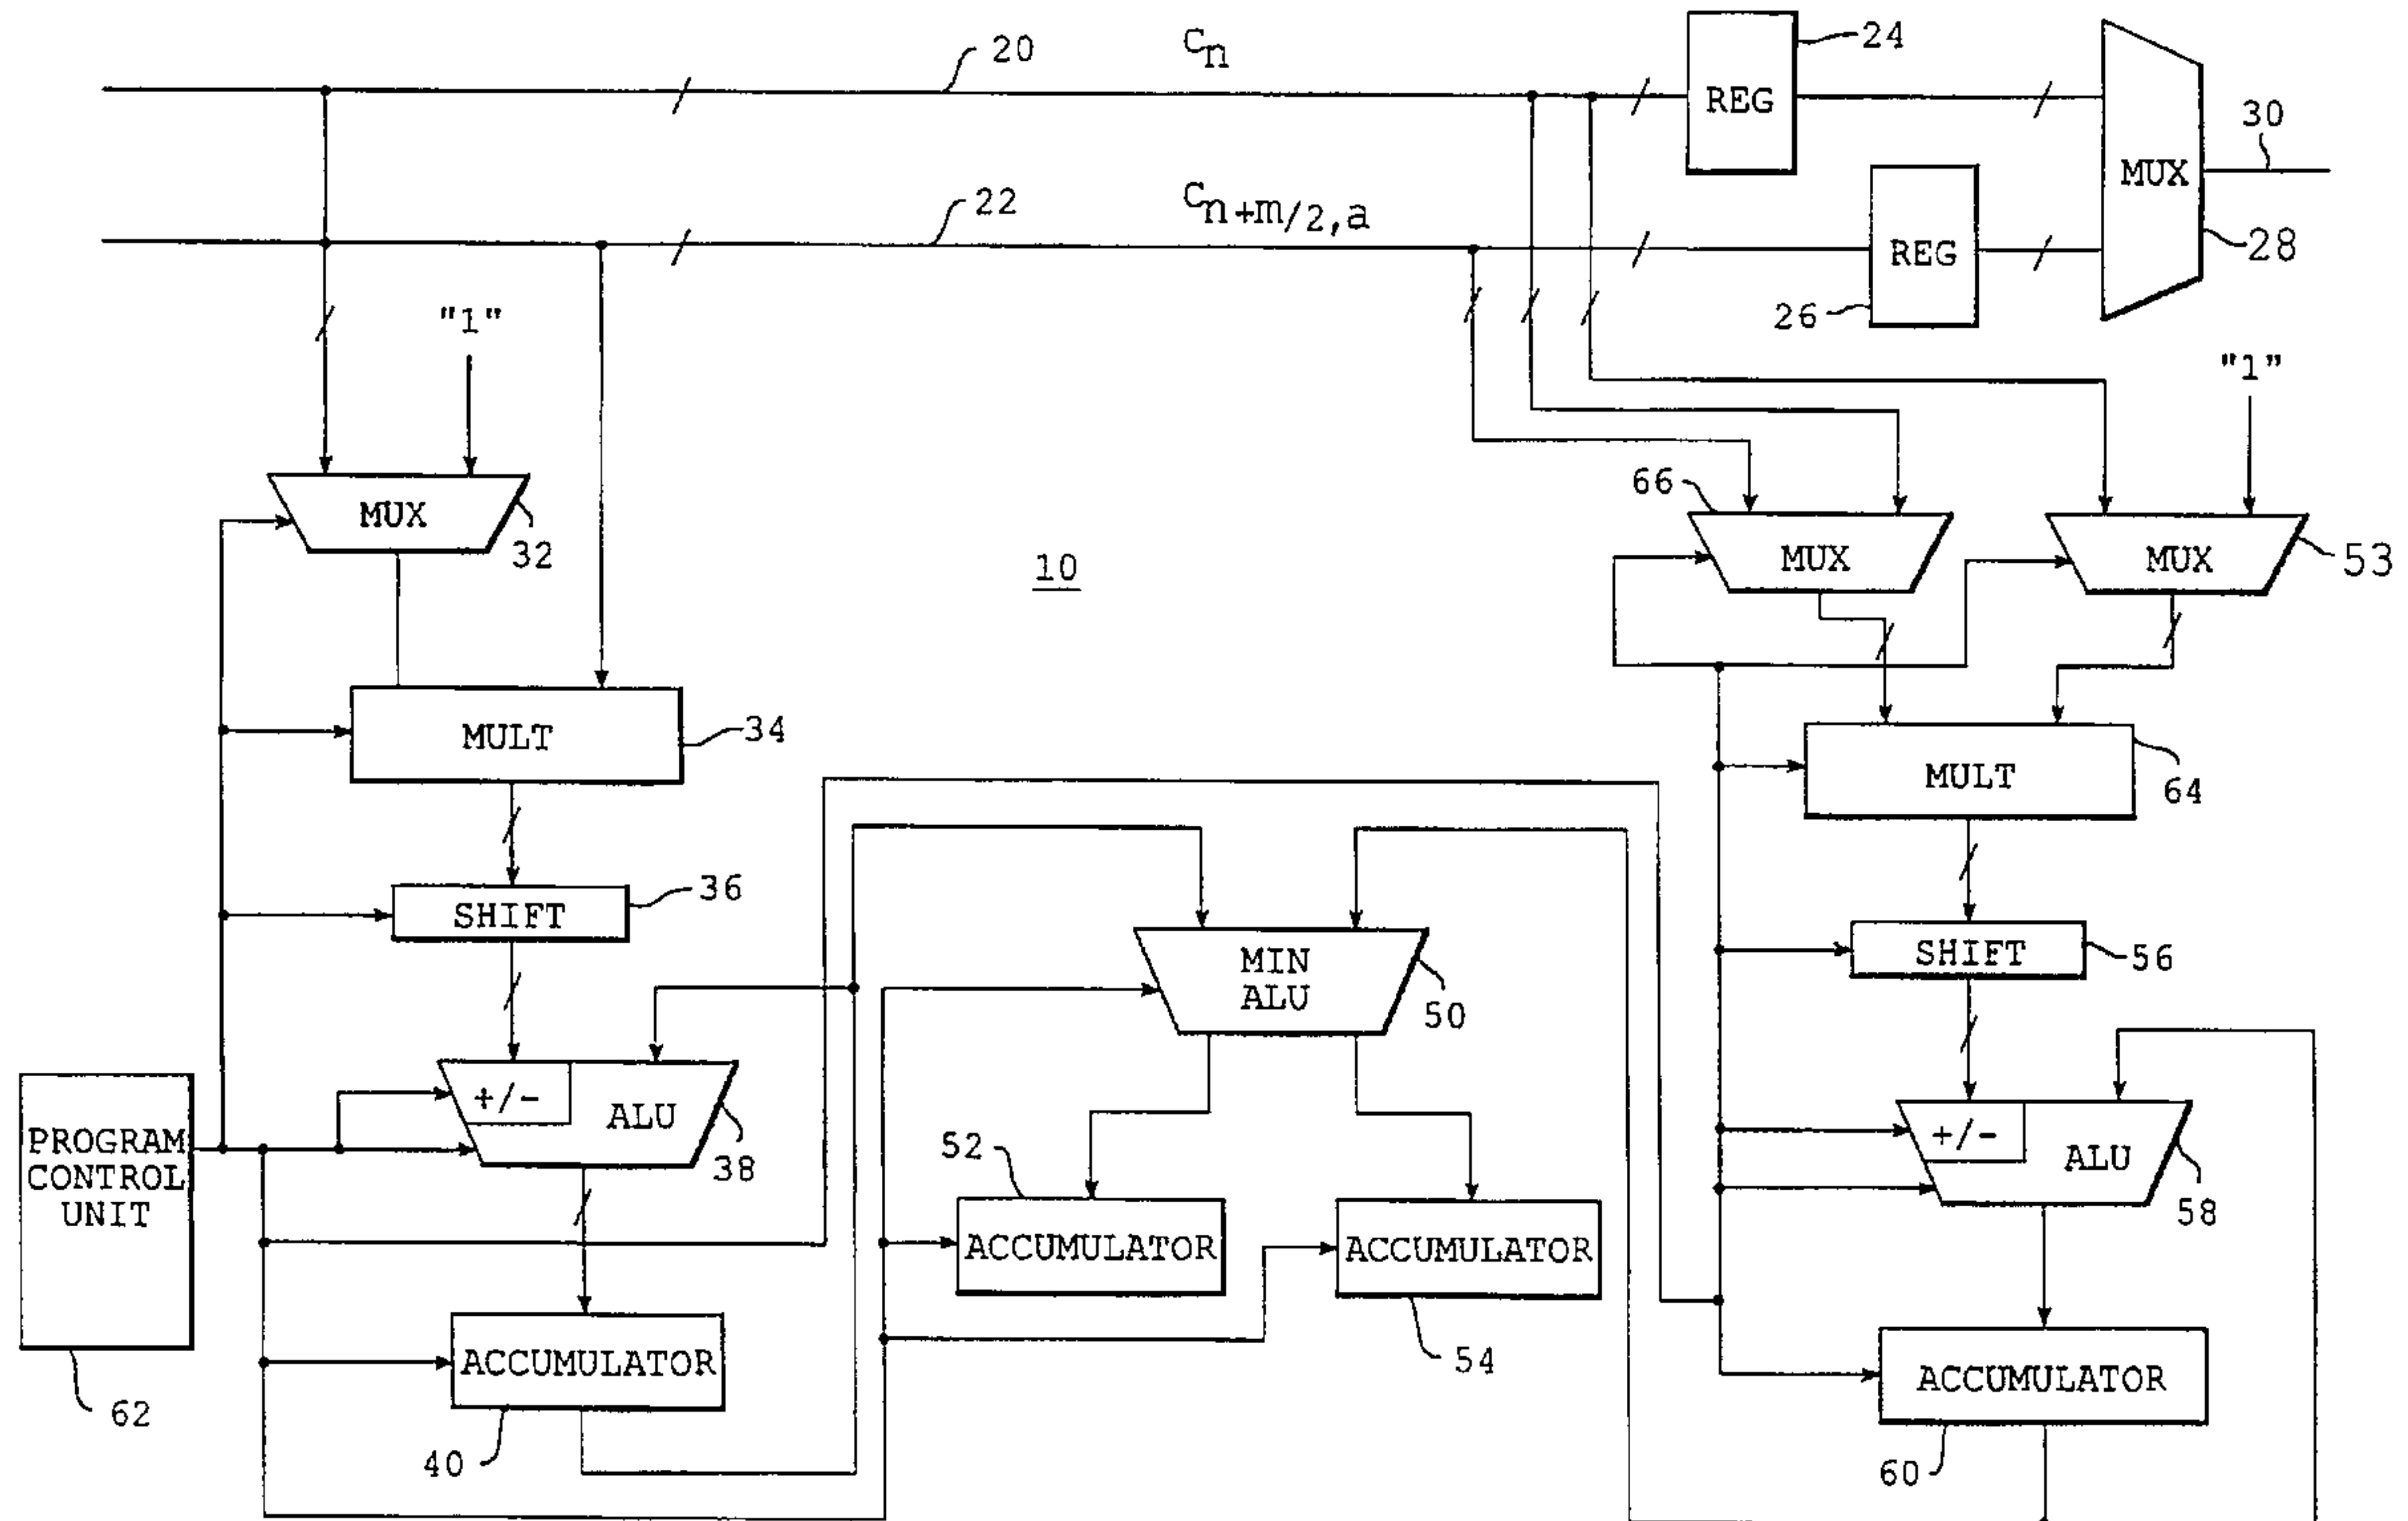 20
Cn
24
REG
30
MUX
22
Cn+m/2,a
REG
28
26
"1"
"1"
66
MUX
32
10
MUX
MUX
53
MULT
34
MULT
64
36
SHIFT
MIN
ALU
50
SHIFT
56
+/-
ALU
38
PROGRAM
CONTROL
UNIT
52
+/-
ALU
58
ACCUMULATOR
ACCUMULATOR
54
62
ACCUMULATOR
40
ACCUMULATOR
60